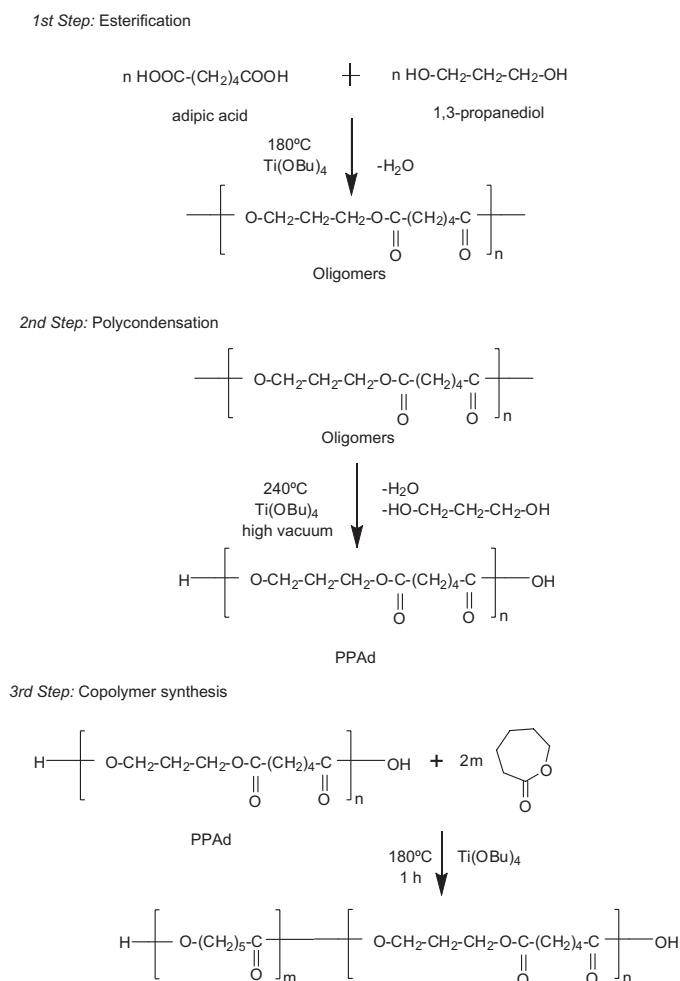 1st Step: Esterification
n HOOC-(CH2)4COOH + n HO-CH2-CH2-CH2-OH
adipic acid 1,3-propanediol
180ºC
Ti(OBu)4 -H2O
O-CH2-CH2-CH2-O-C-(CH2)4-C
O O n
Oligomers
2nd Step: Polycondensation
O-CH2-CH2-CH2-O-C-(CH2)4-C
O O n
Oligomers
240ºC -H2O
Ti(OBu)4 -HO-CH2-CH2-CH2-OH
high vacuum
H O-CH2-CH2-CH2-O-C-(CH2)4-C OH
O O n
PPAd
3rd Step: Copolymer synthesis
H O-CH2-CH2-CH2-O-C-(CH2)4-C OH + 2m O
O O n O
PPAd
180ºC Ti(OBu)4
1 h
H O-(CH2)5-C O-CH2-CH2-CH2-O-C-(CH2)4-C OH
O m O O n